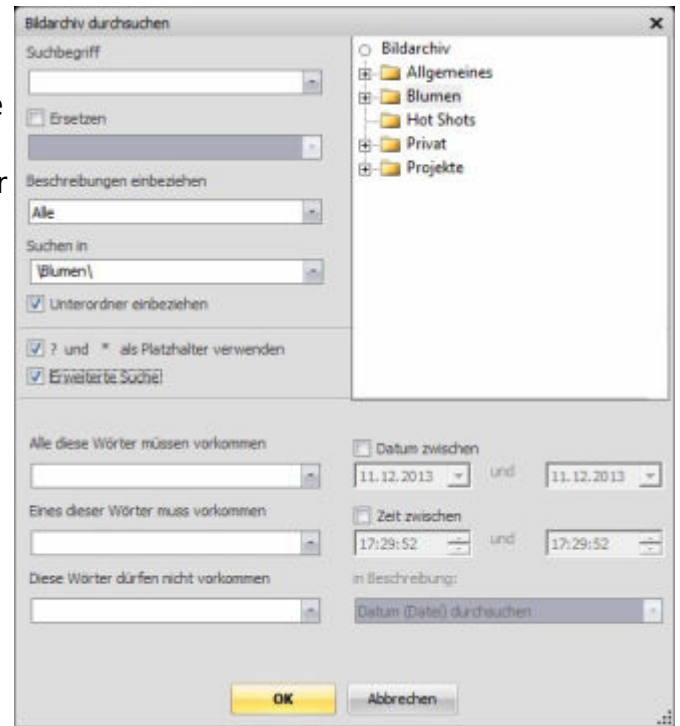 Bildarchiv durchsuchen
Suchbegriff
Ersetzen
Beschreibungen einbeziehen
Alle
Suchen in
\Blumen\
Unterordner einbeziehen
? und * als Platzhalter verwenden
Erweiterte Suche
Bildarchiv
Allgemeines
Blumen
Hot Shots
Privat
Projekte
Alle diese Wörter müssen vorkommen
Eines dieser Wörter muss vorkommen
Diese Wörter dürfen nicht vorkommen
Datum zwischen
11.12.2013 und 11.12.2013
Zeit zwischen
17:29:52 und 17:29:52
in Beschreibung:
Datum (Datei) durchsuchen
OK Abbrechen